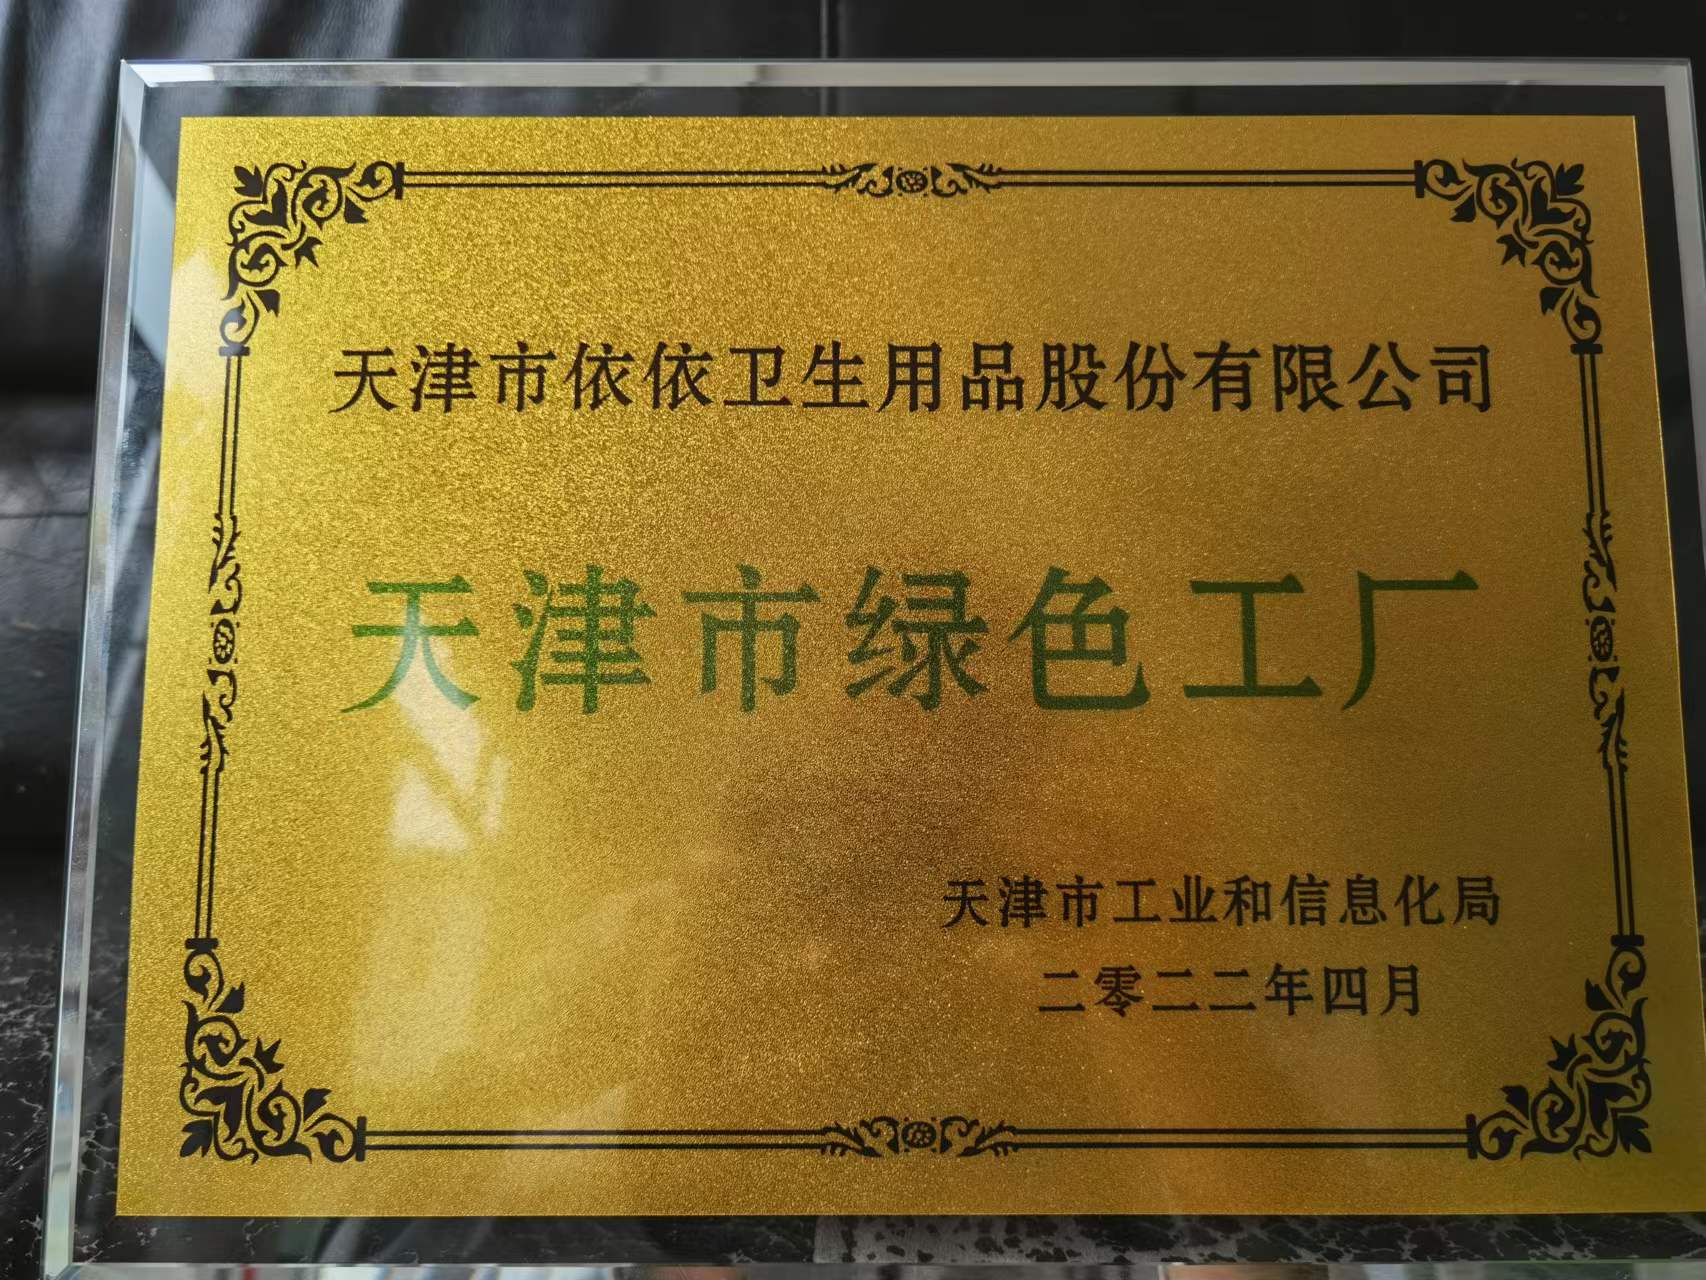 天津市依依卫生用品股份有限公司
天津市绿色工厂
天津市工业和信息化局
二零二二年四月